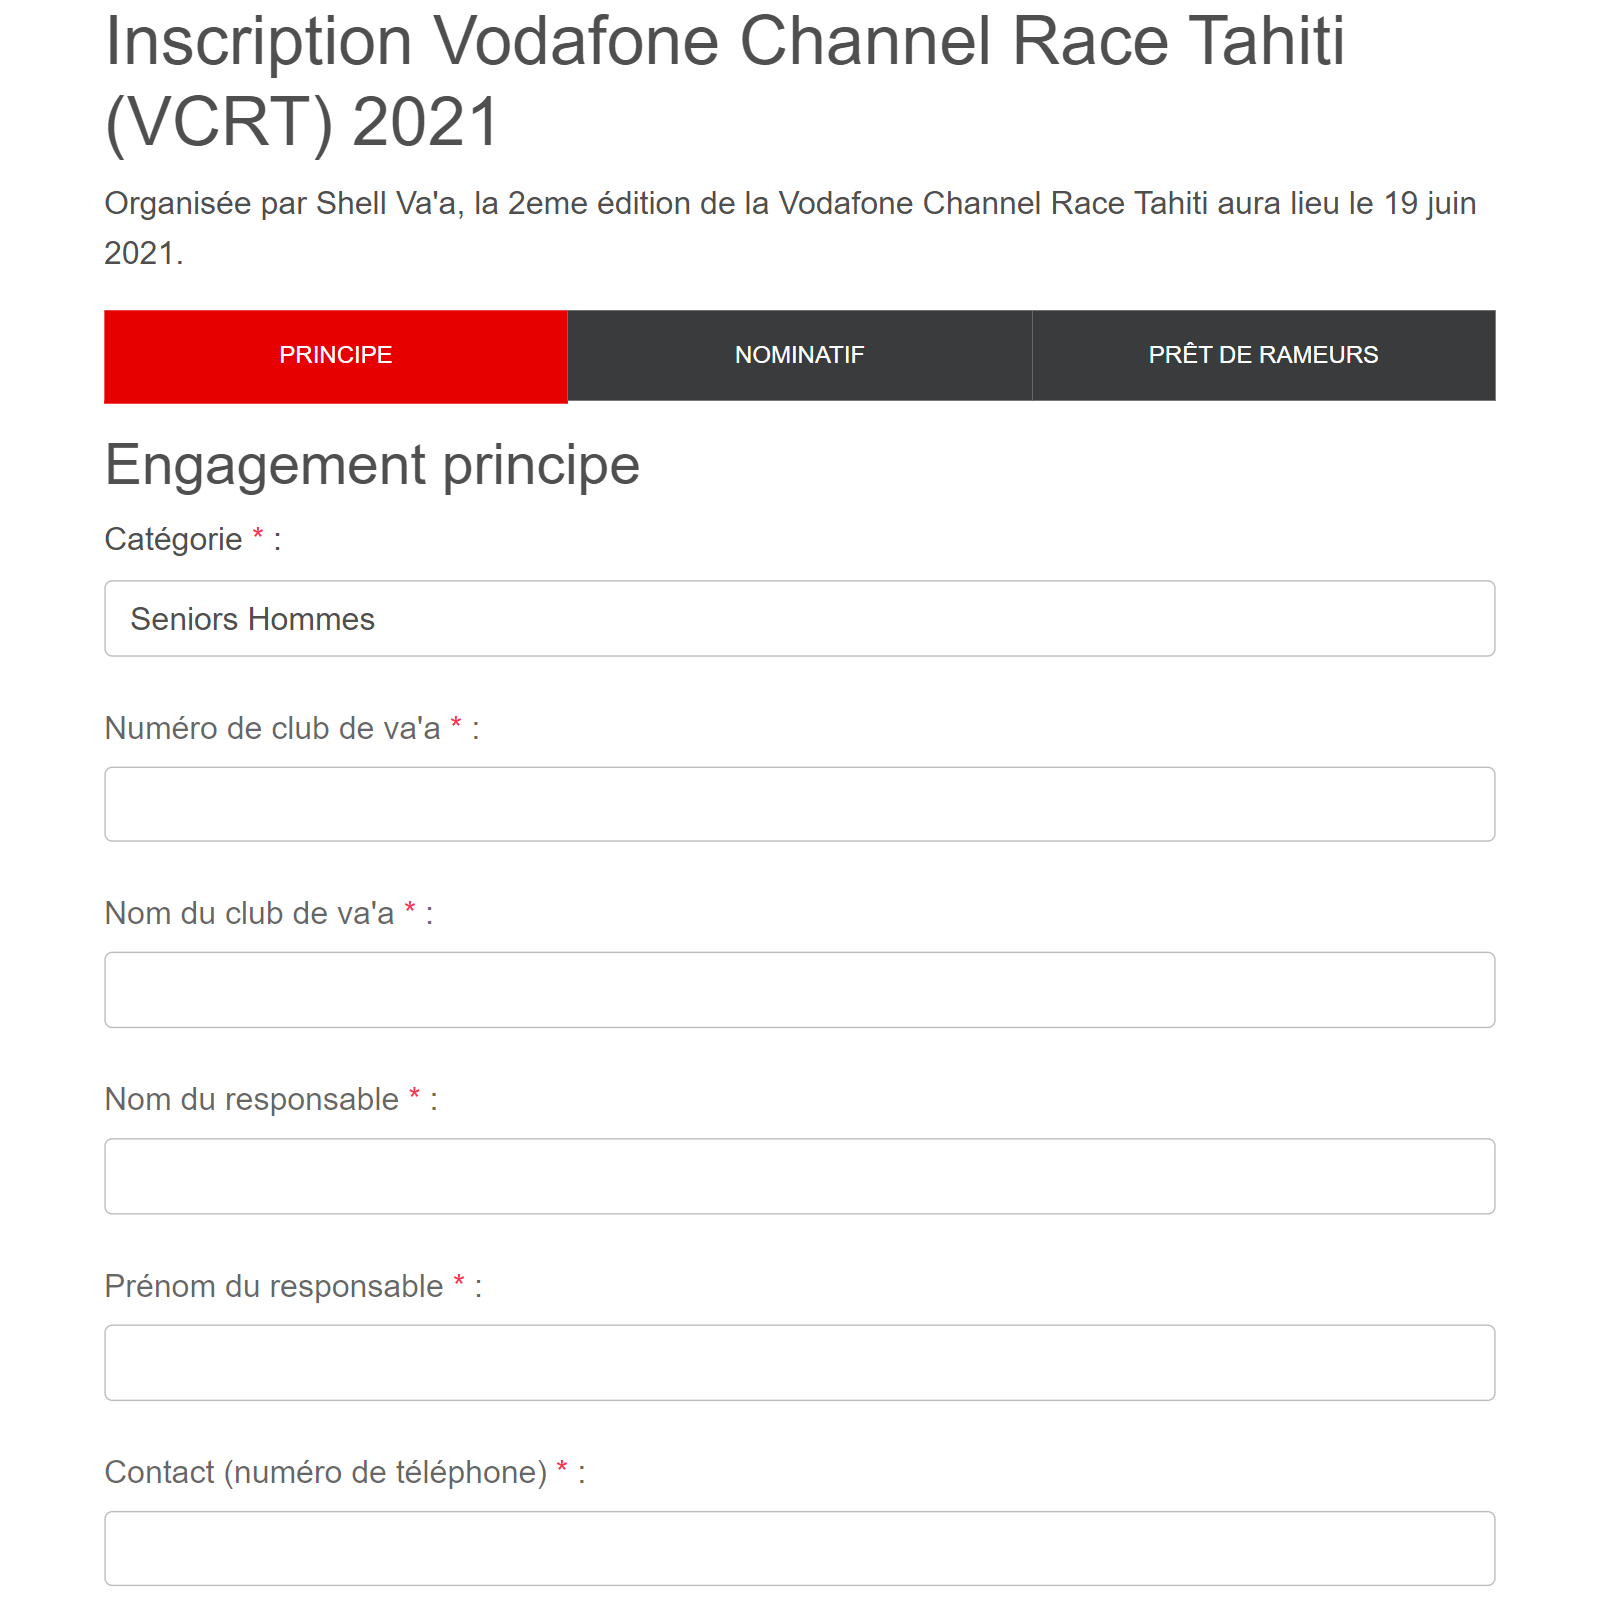 Inscription Vodafone Channel Race Tahiti
(VCRT) 2021
Organisée par Shell Va'a, la 2eme édition de la Vodafone Channel Race Tahiti aura lieu le 19 juin
2021.
PRINCIPE
NOMINATIF
PRÊT DE RAMEURS
Engagement principe
Catégorie * :
Seniors Hommes
Numéro de club de va'a * :
Nom du club de va'a * :
Nom du responsable * :
Prénom du responsable * :
Contact (numéro de téléphone) * :